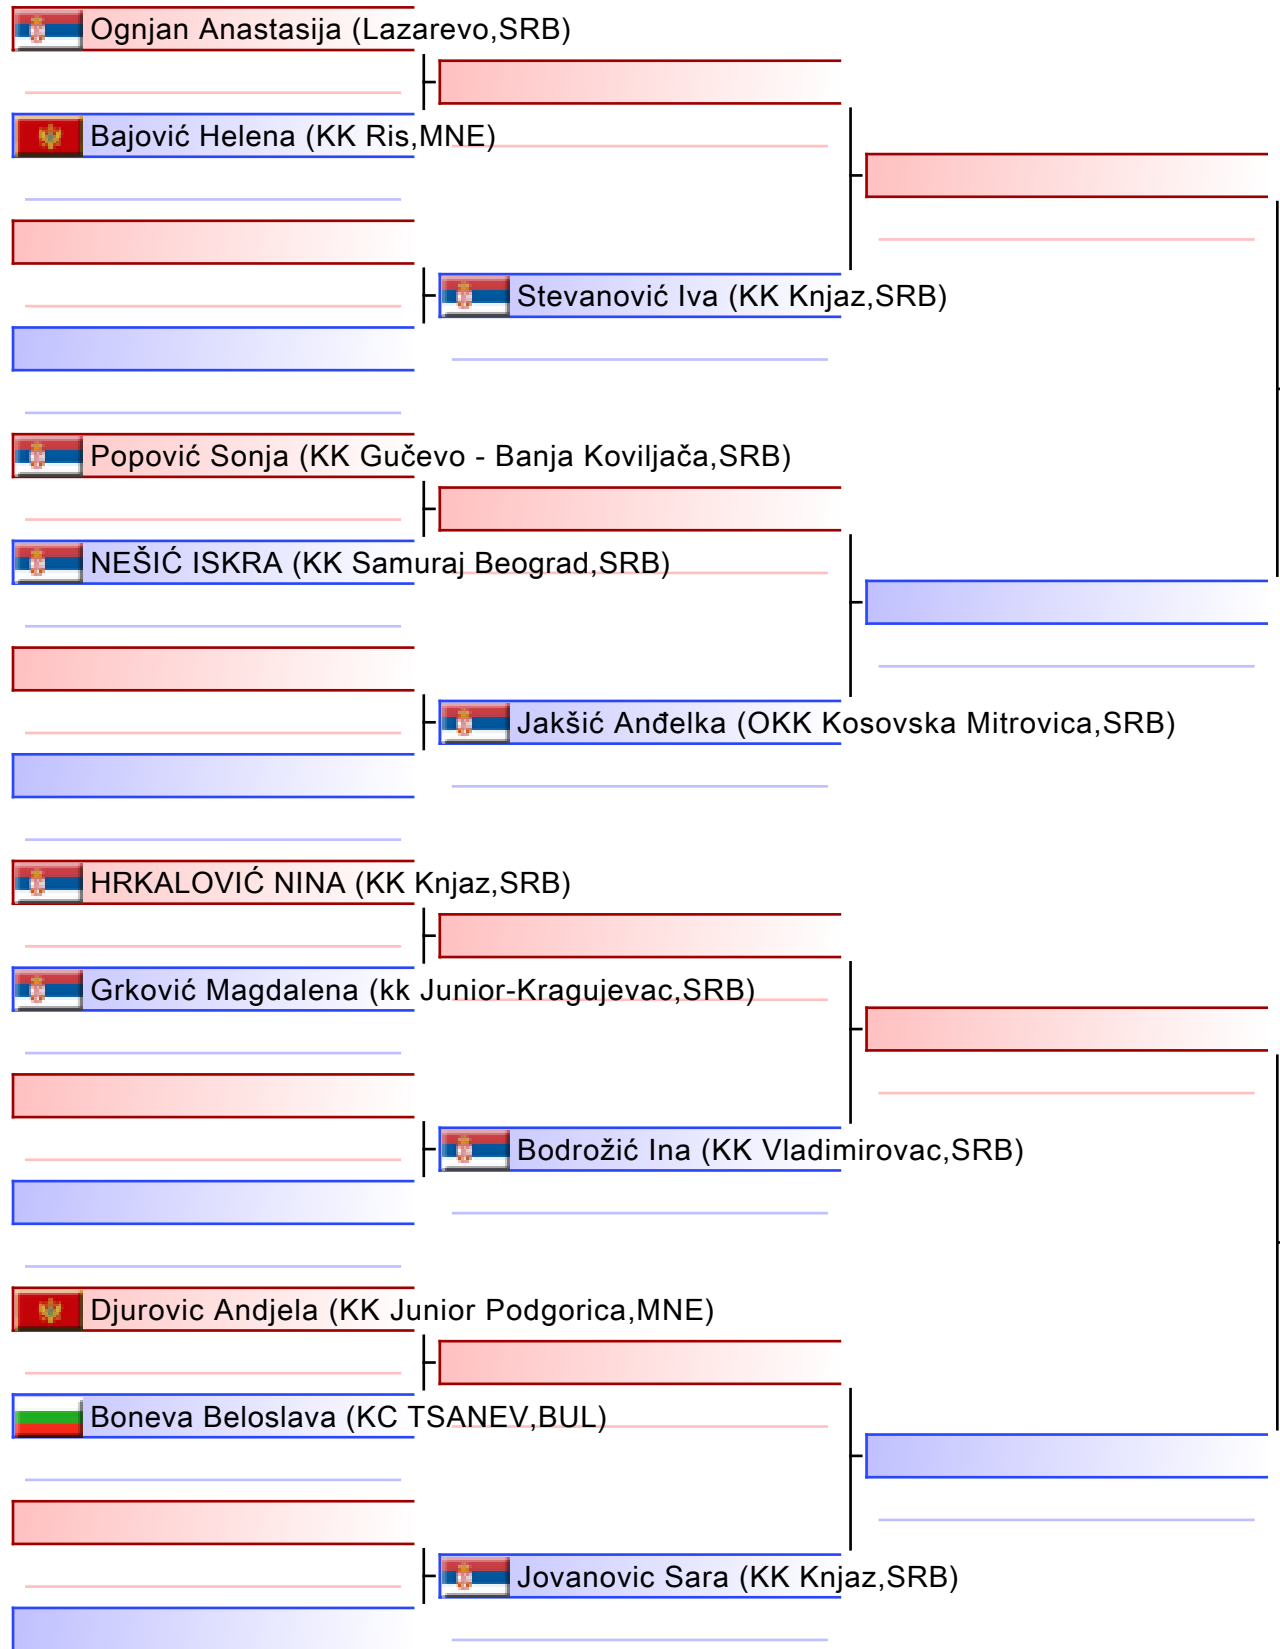 Ognjan Anastasija (Lazarevo,SRB)
Bajović Helena (KK Ris,MNE)
Stevanović Iva (KK Knjaz,SRB)
Popović Sonja (KK Gučevo - Banja Koviljača,SRB)
NEŠIĆ ISKRA (KK Samuraj Beograd,SRB)
Jakšić Anđelka (OKK Kosovska Mitrovica,SRB)
HRKALOVIĆ NINA (KK Knjaz,SRB)
Grković Magdalena (kk Junior-Kragujevac,SRB)
Bodrožić Ina (KK Vladimirovac,SRB)
Djurovic Andjela (KK Junior Podgorica,MNE)
Boneva Beloslava (KC TSANEV,BUL)
Jovanovic Sara (KK Knjaz,SRB)